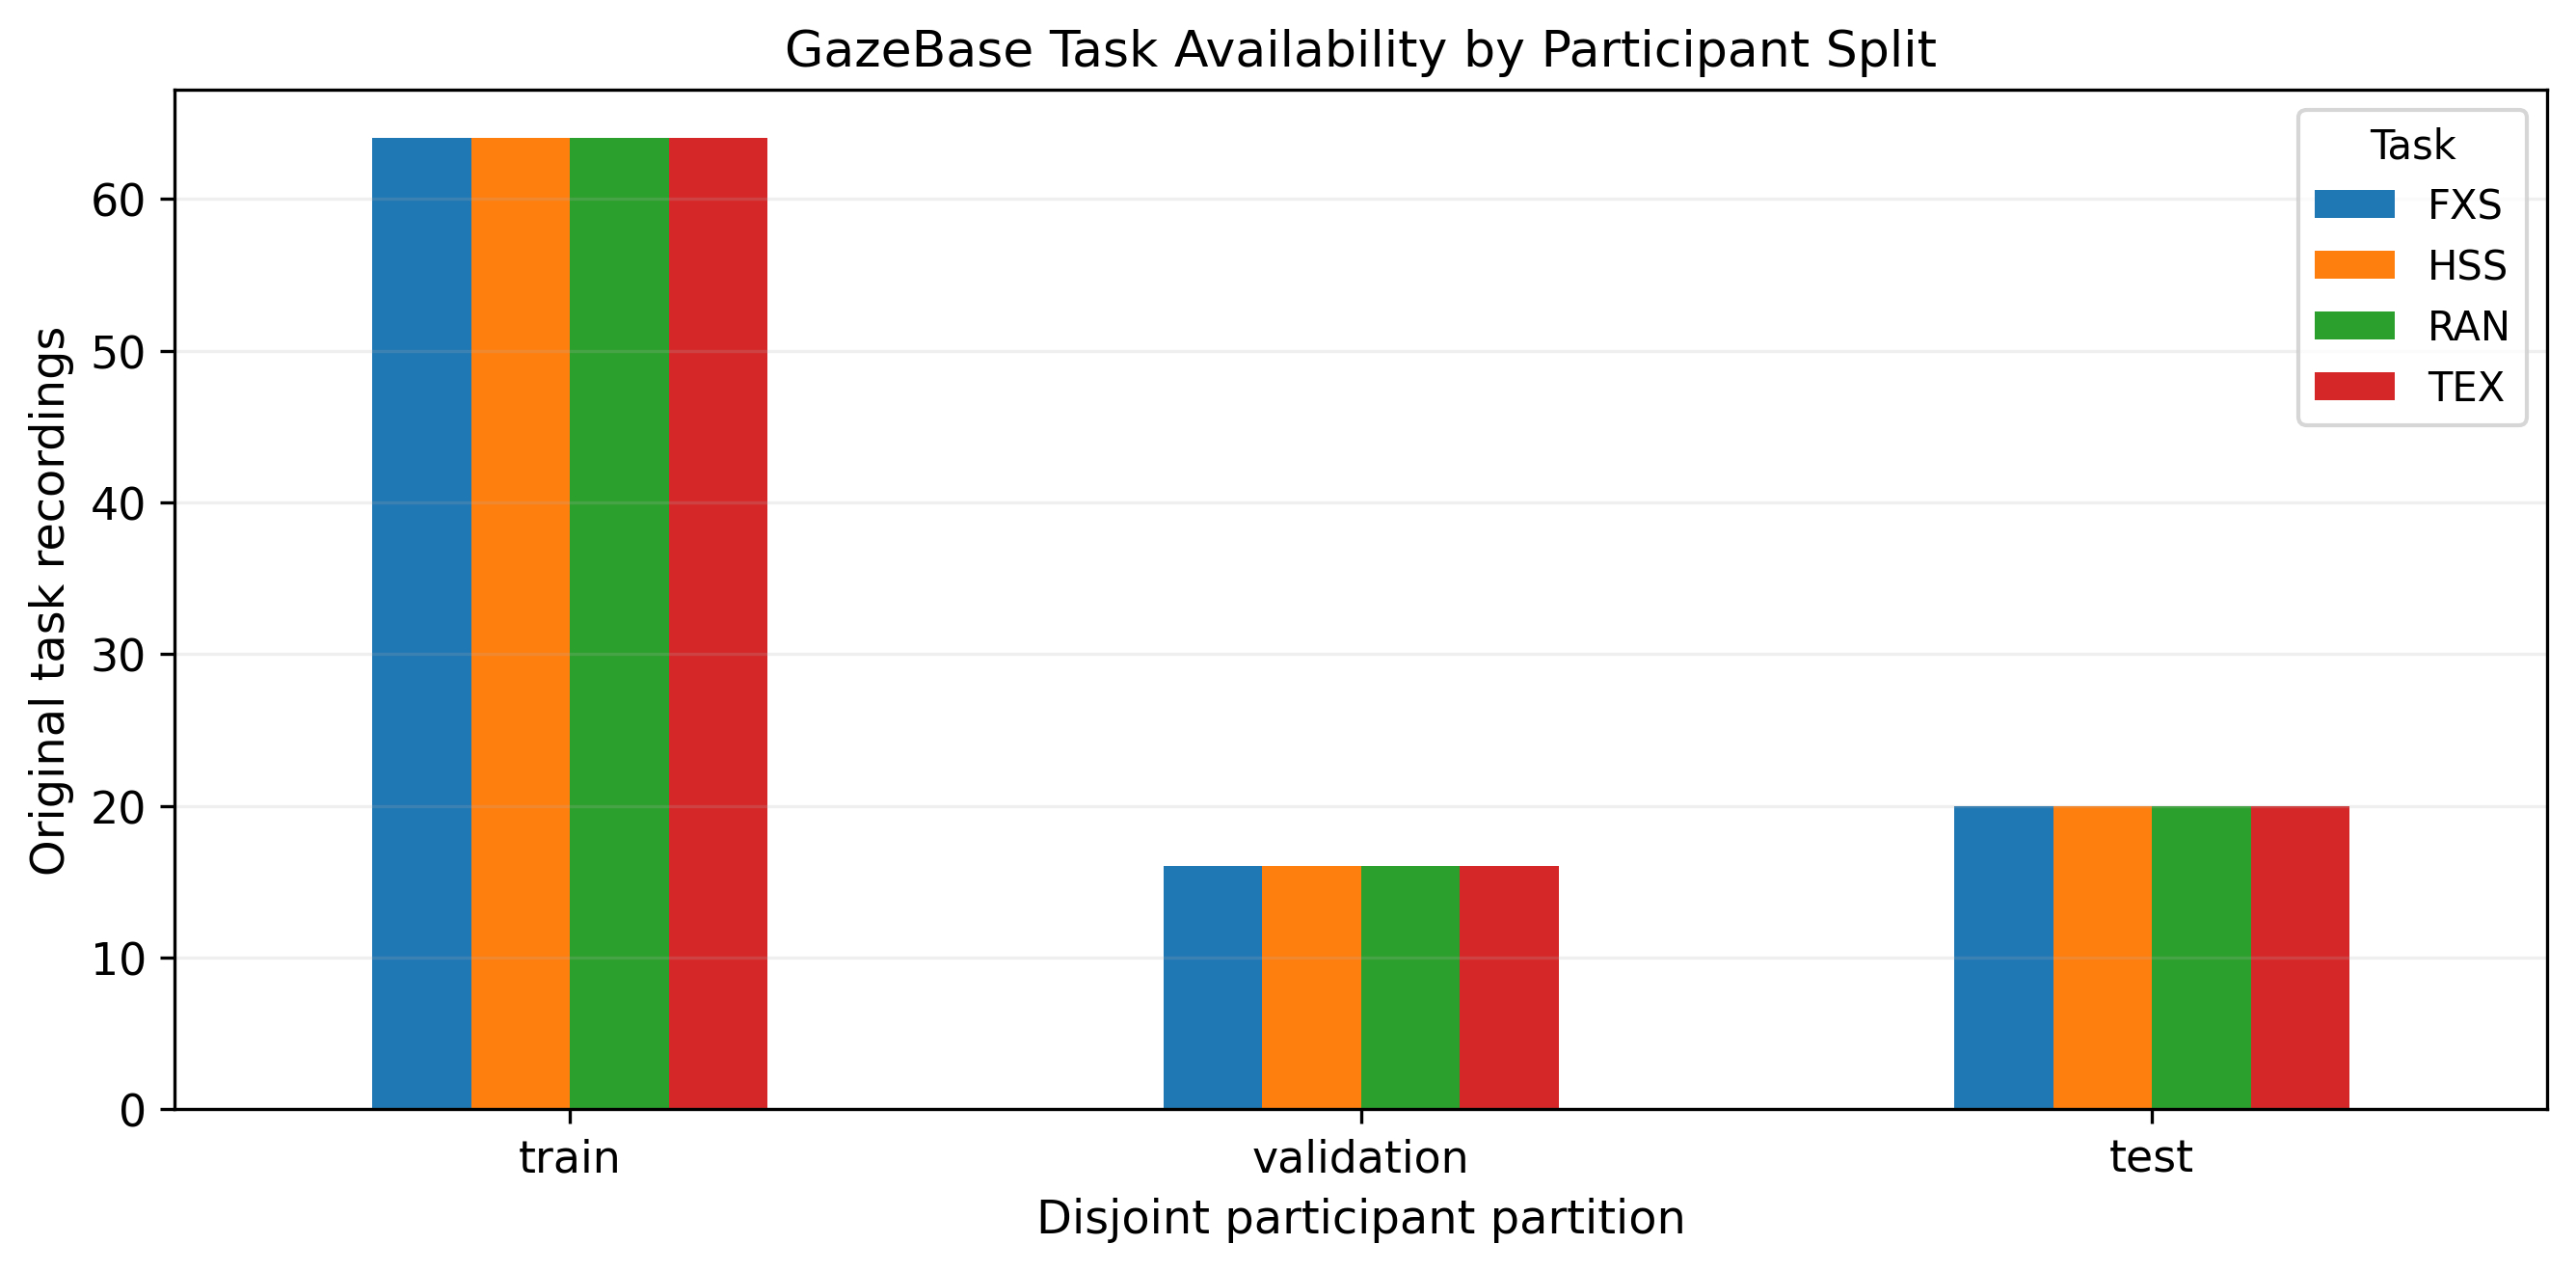 GazeBase Task Availability by Participant Split
Original task recordings
60
50
40
30
20
10
0
Task
FXS
HSS
RAN
TEX
train
validation
test
Disjoint participant partition